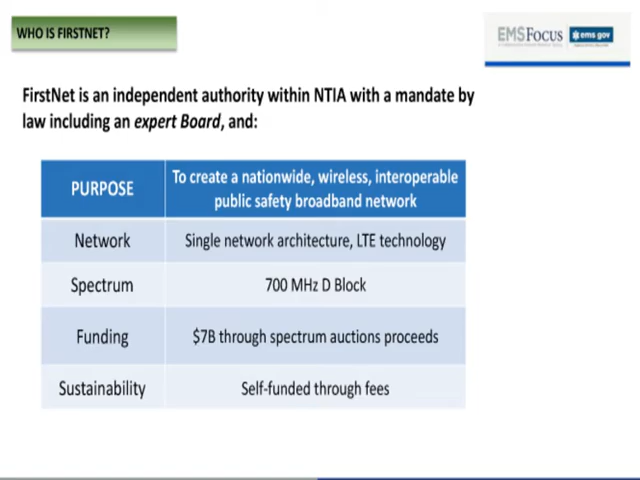 WHO IS FIRSTNET?
EMSFocus
ems.gov
FirstNet is an independent authority within NTIA with a mandate by
law including an expert Board, and:
PURPOSE
To create a nationwide, wireless, interoperable
public safety broadband network
Network
Single network architecture, LTE technology
Spectrum
700 MHz D Block
Funding
$7B through spectrum auctions proceeds
Sustainability
Self-funded through fees